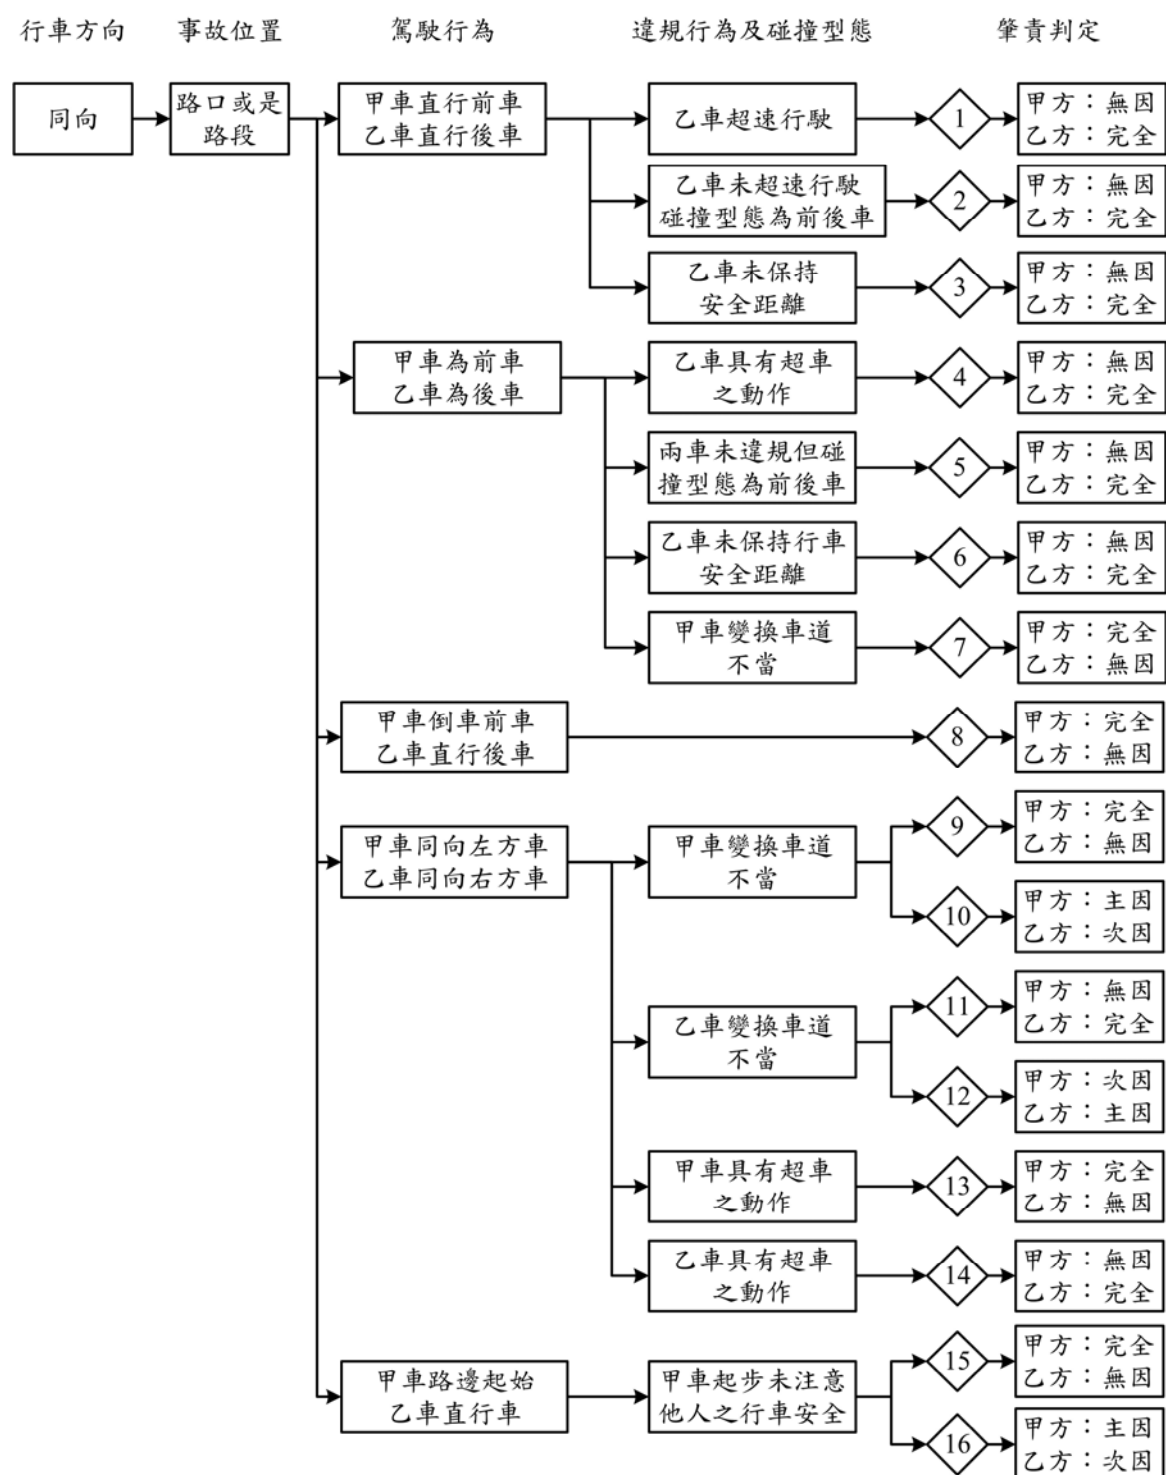 行車方向 事故位置 駕駛行為 違規行為及碰撞型態 肇責判定
同向
路口或是
路段
甲車直行前車
乙車直行後車
乙車超速行駛
1
甲方：無因
乙方：完全
乙車未超速行駛
碰撞型態為前後車
2
甲方：無因
乙方：完全
乙車未保持
安全距離
3
甲方：無因
乙方：完全
甲車為前車
乙車為後車
乙車具有超車
之動作
4
甲方：無因
乙方：完全
兩車未違規但碰
撞型態為前後車
5
甲方：無因
乙方：完全
乙車未保持行車
安全距離
6
甲方：無因
乙方：完全
甲車變換車道
不當
7
甲方：完全
乙方：無因
甲車倒車前車
乙車直行後車
8
甲方：完全
乙方：無因
甲車同向左方車
乙車同向右方車
甲車變換車道
不當
9
甲方：完全
乙方：無因
10
甲方：主因
乙方：次因
乙車變換車道
不當
11
甲方：無因
乙方：完全
12
甲方：次因
乙方：主因
甲車具有超車
之動作
13
甲方：完全
乙方：無因
乙車具有超車
之動作
14
甲方：無因
乙方：完全
甲車路邊起始
乙車直行車
甲車起步未注意
他人之行車安全
15
甲方：完全
乙方：無因
16
甲方：主因
乙方：次因